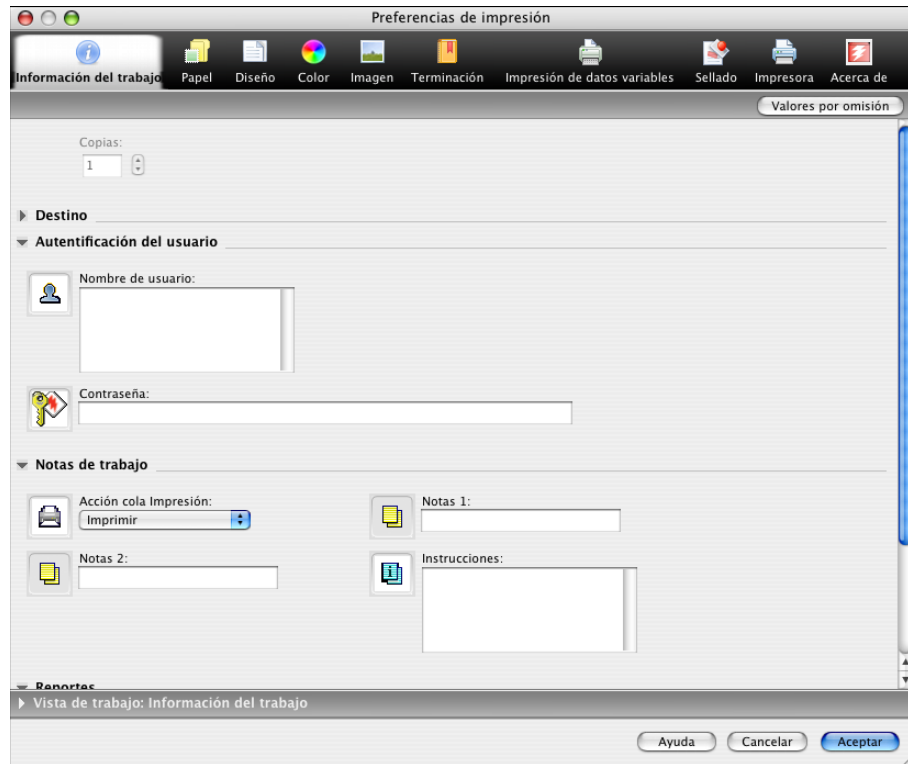 Preferencias de impresión
Información del trabajo Papel Diseño Color Imagen Terminación Impresión de datos variables Sellado Impresora Acerca de
Valores por omisión
Copias:
1
Destino
Autentificación del usuario
Nombre de usuario:
Contraseña:
Notas de trabajo
Acción cola Impresión: Notas 1:
Imprimir
Notas 2: Instrucciones:
Reportes
Vista de trabajo: Información del trabajo
Ayuda Cancelar Aceptar